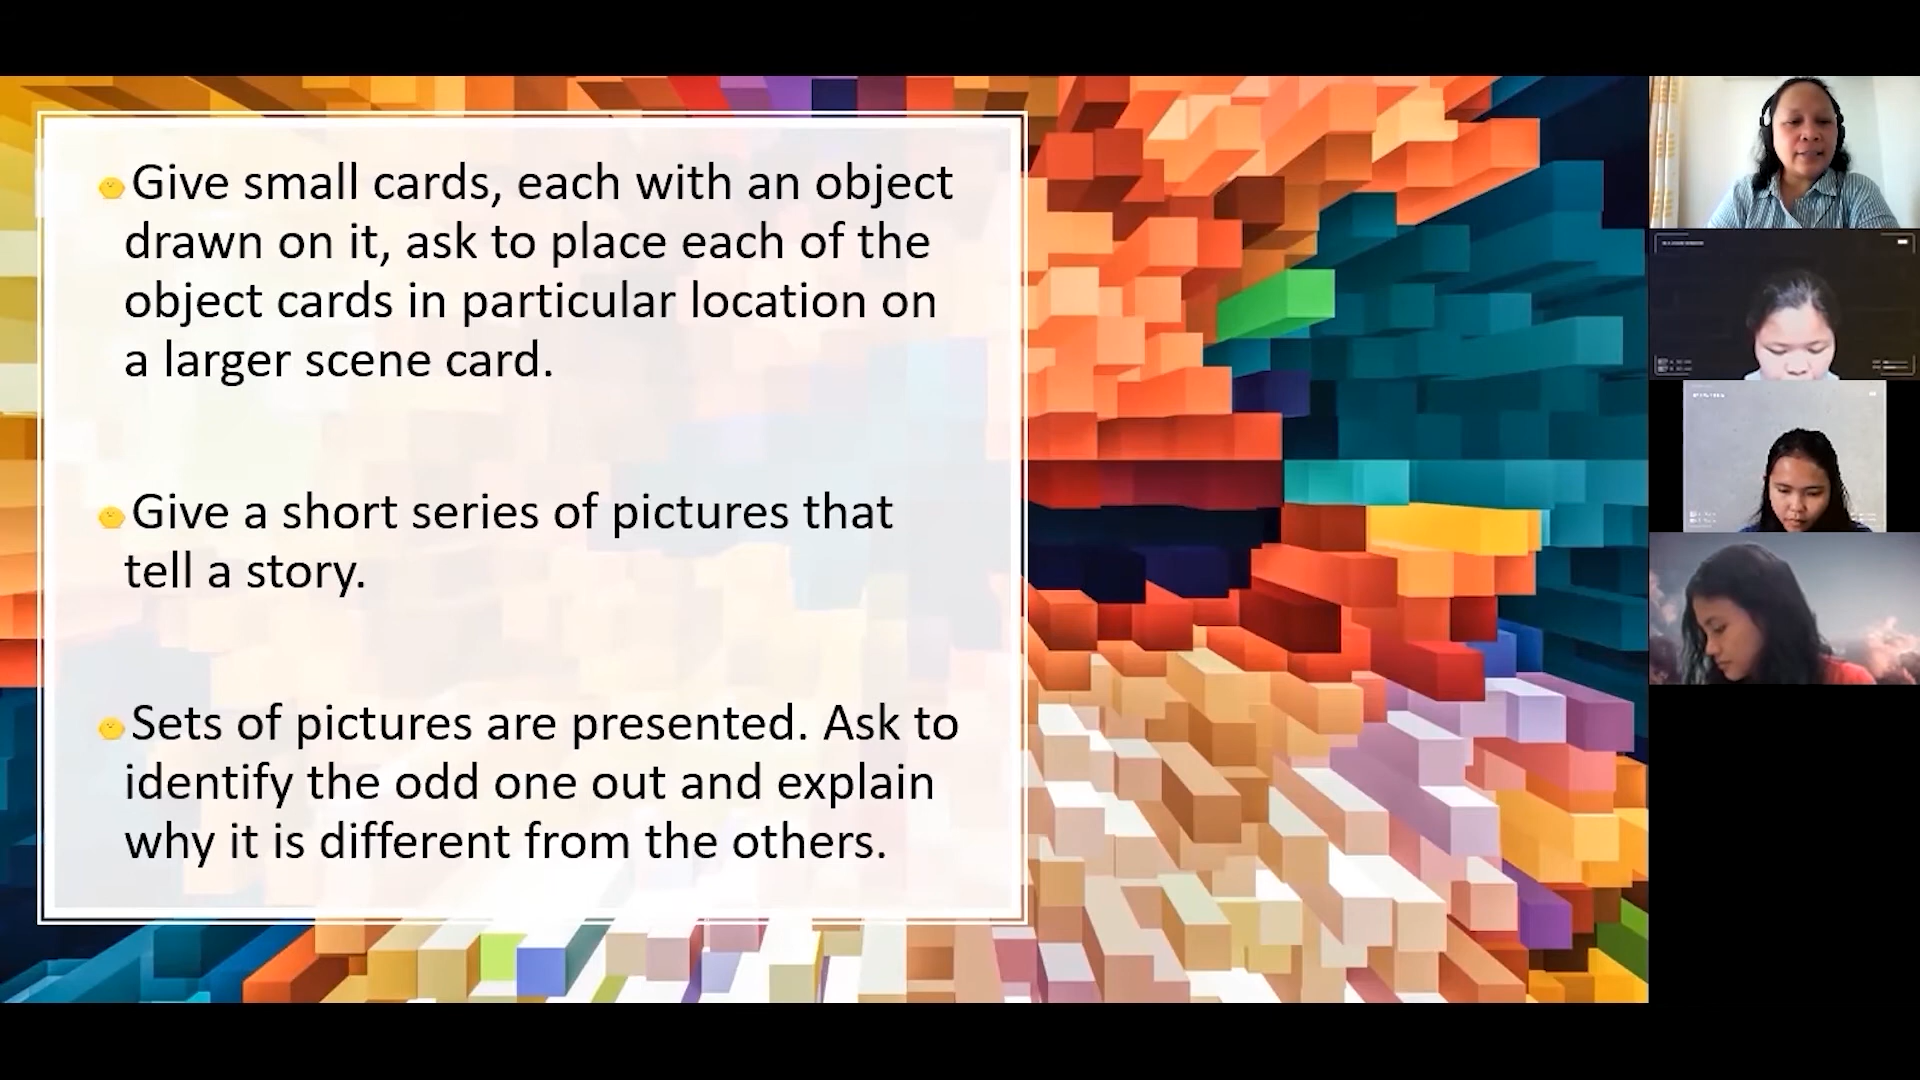 Give small cards, each with an object
drawn on it, ask to place each of the
object cards in particular location on
a larger scene card.
Give a short series of pictures that
tell a story.
Sets of pictures are presented. Ask to
identify the odd one out and explain
why it is different from the others.